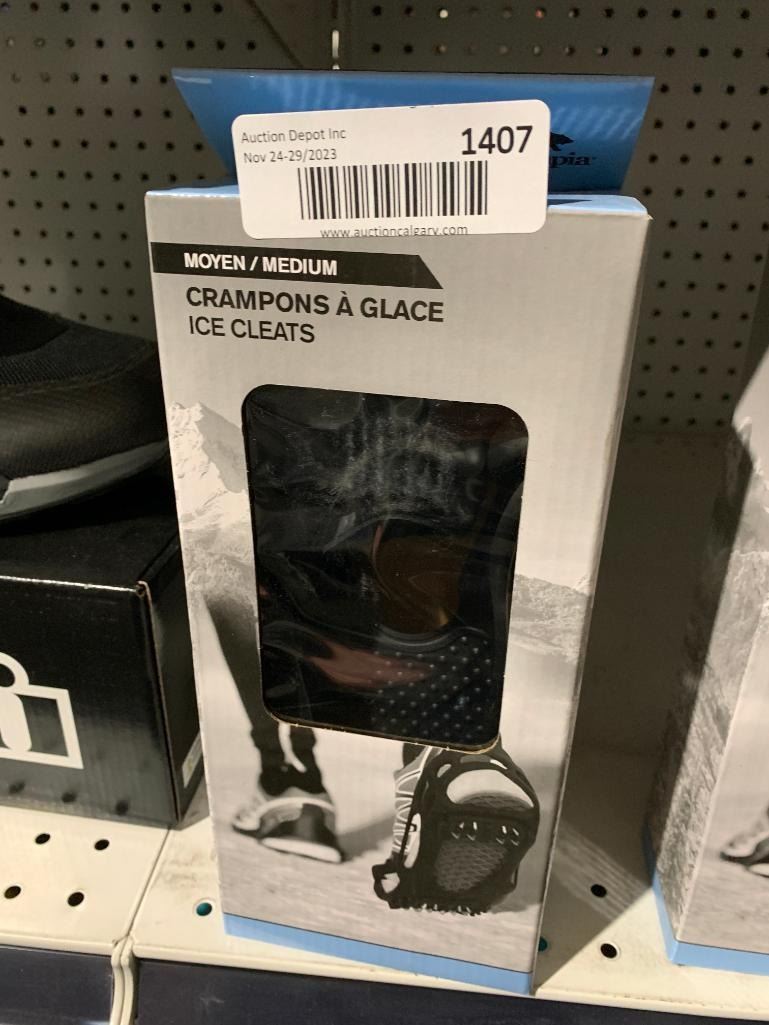 Auction Depot Inc
1407
Nov 24-29/2023
www.auctioncalgary.com
MOYEN / MEDIUM
CRAMPONS À GLACE
ICE CLEATS